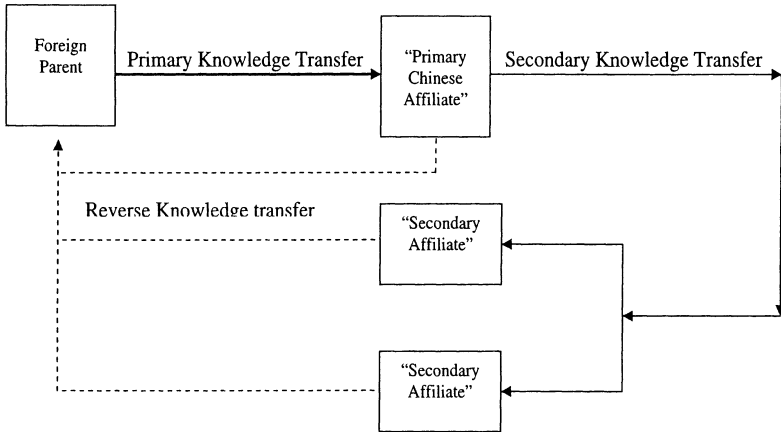 Foreign
Parent
Primary Knowledge Transfer
“Primary
Chinese
Affiliate”
Secondary Knowledge Transfer
Reverse Knowledge transfer
“Secondary
Affiliate”
“Secondary
Affiliate”